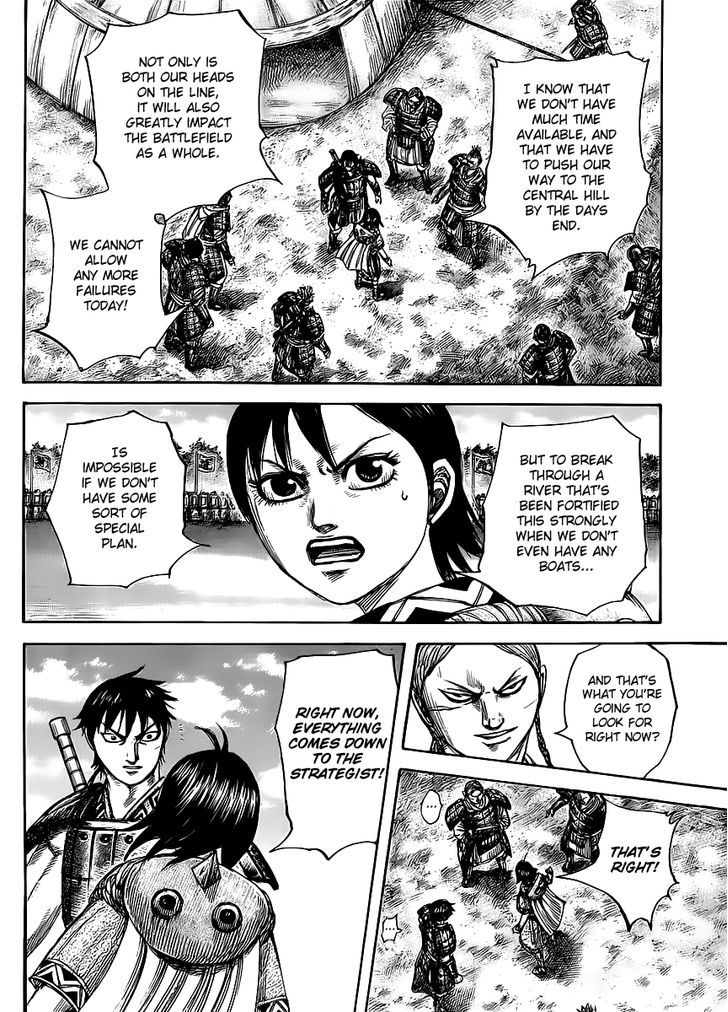 I KNOW THAT
WE DON'T HAVE
MUCH TIME
AVAILABLE, AND
THAT WE HAVE
TO PUSH OUR
WAY TO THE
CENTRAL HILL
BY THE DAYS
END.
NOT ONLY IS
BOTH OUR HEADS
ON THE LINE,
IT WILL ALSO
GREATLY IMPACT
THE BATTLEFIELD
AS A WHOLE.
WE CANNOT
ALLOW
ANY MORE
FAILURES
TODAY!
BUT TO BREAK
THROUGH A
RIVER THAT'S
BEEN FORTIFIED
THIS STRONGLY
WHEN WE DON'T
EVEN HAVE ANY
BOATS...
IS
IMPOSSIBLE
IF WE DON'T
HAVE SOME
SORT OF
SPECIAL
PLAN.
AND THAT'S
WHAT YOU'RE
GOING TO
LOOK FOR
RIGHT NOW?
THAT'S
RIGHT!
...
...
RIGHT NOW,
EVERYTHING
COMES DOWN
TO THE
STRATEGIST!